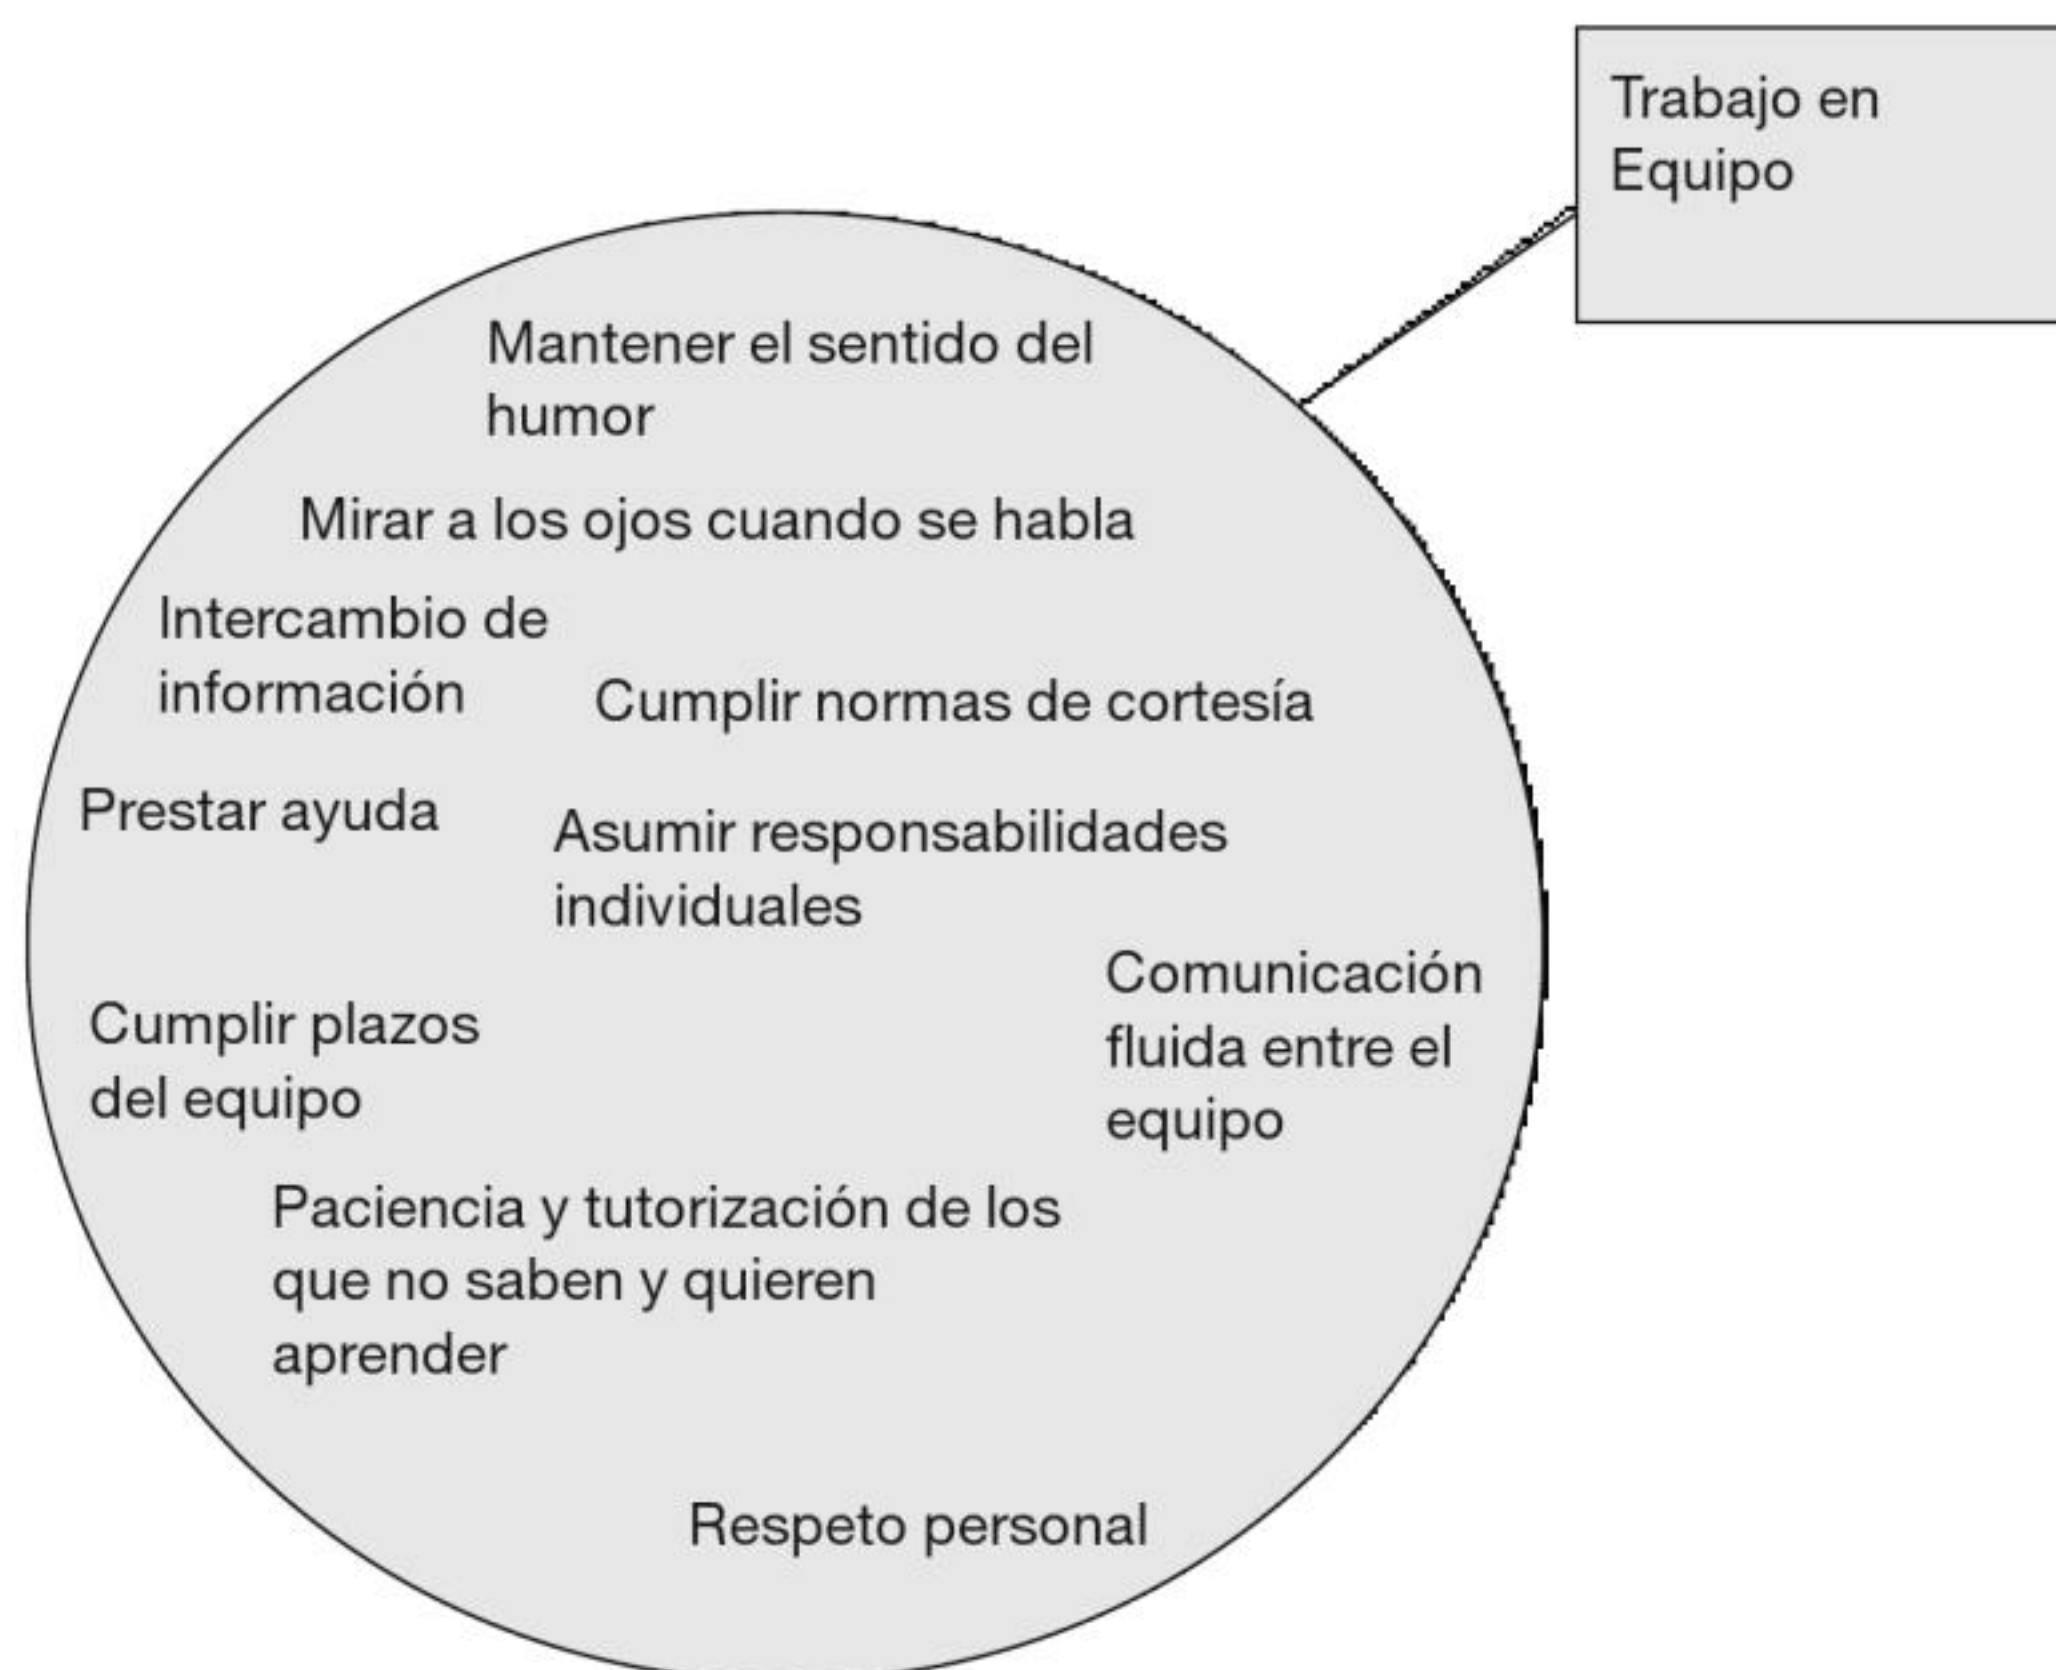 Trabajo en
Equipo
Mantener el sentido del
humor
Mirar a los ojos cuando se habla
Intercambio de
información
Cumplir normas de cortesía
Prestar ayuda
Asumir responsabilidades
individuales
Comunicación
fluida entre el
equipo
Cumplir plazos
del equipo
Paciencia y tutorización de los
que no saben y quieren
aprender
Respeto personal